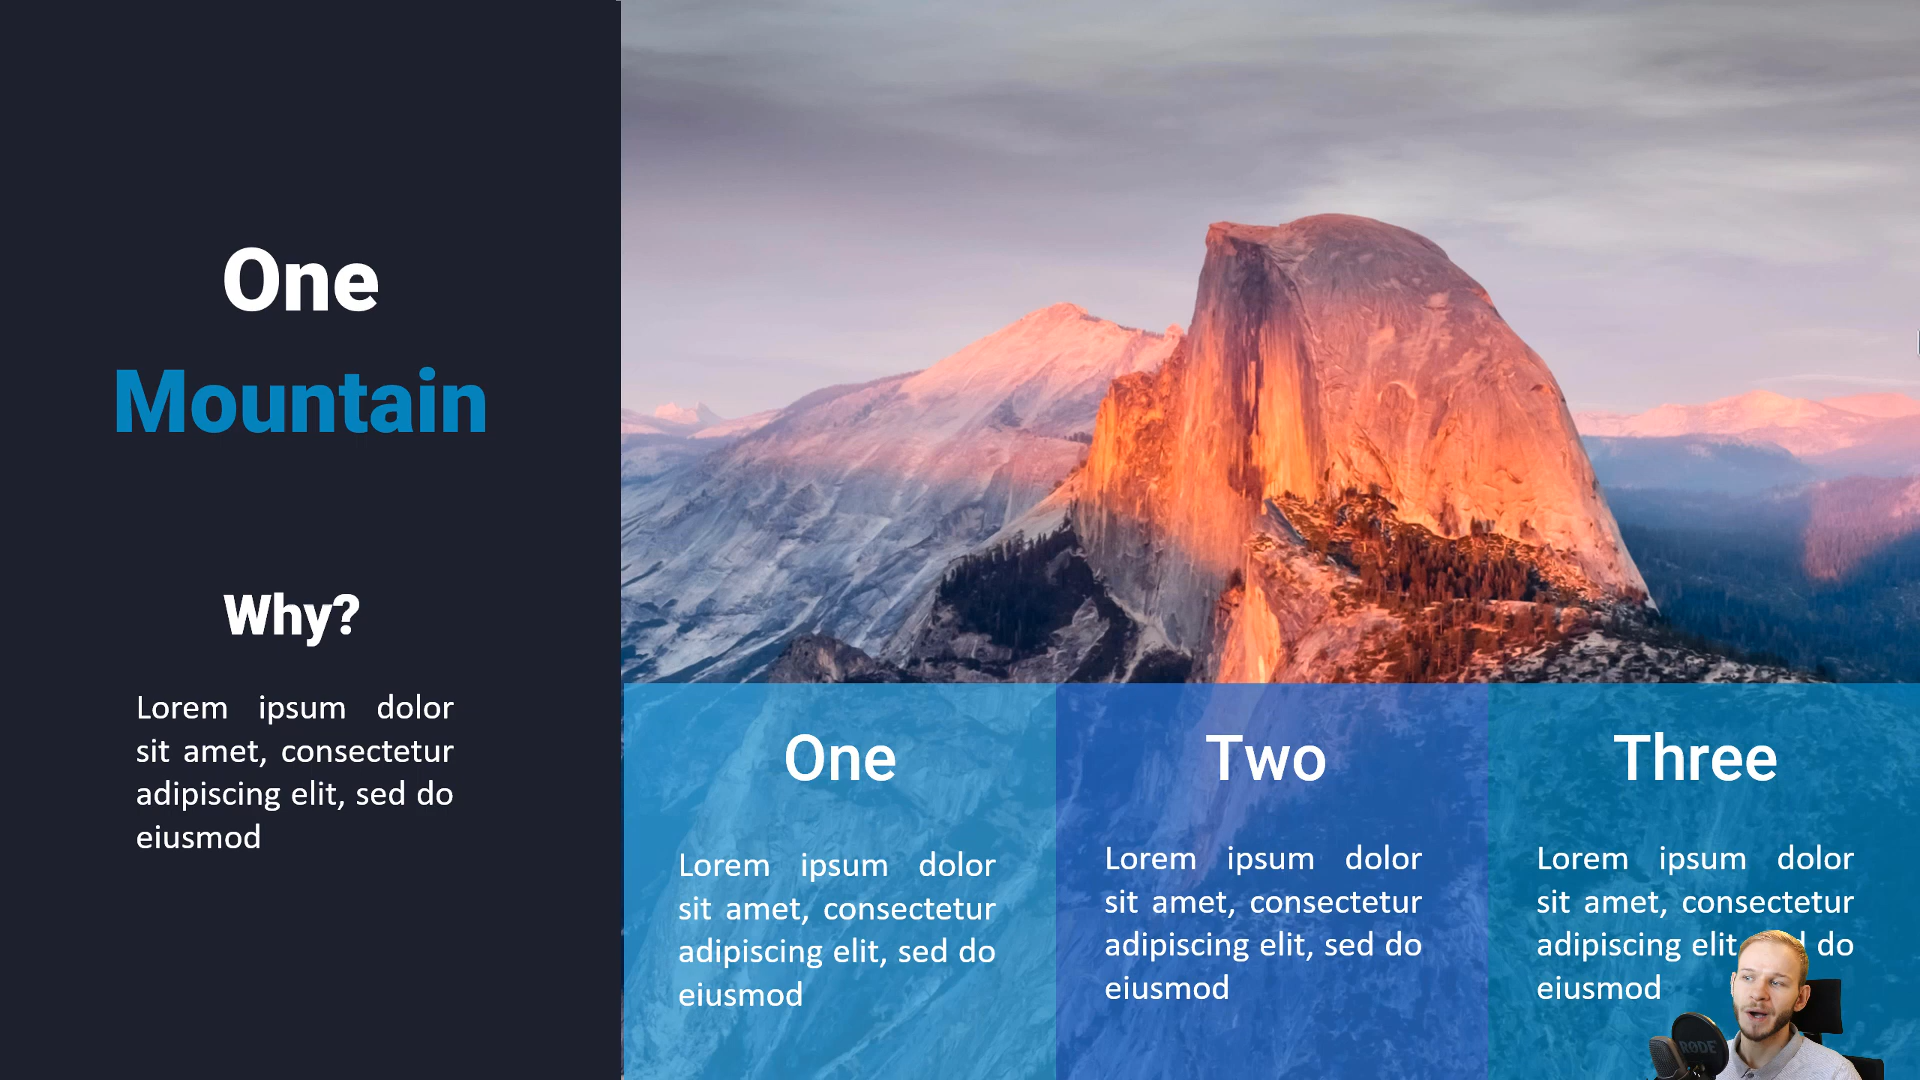 One
Mountain
Why?
Lorem ipsum dolor
sit amet, consectetur
adipiscing elit, sed do
eiusmod
One
Lorem ipsum dolor
sit amet, consectetur
adipiscing elit, sed do
eiusmod
Two
Lorem ipsum dolor
sit amet, consectetur
adipiscing elit, sed do
eiusmod
Three
Lorem ipsum dolor
sit amet, consectetur
adipiscing elit do
eiusmod
RØDE